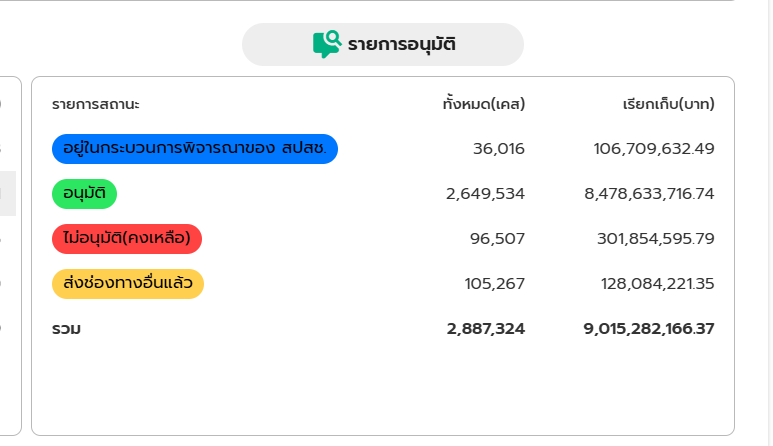 รายการอนุมัติ
รายการสถานะ ทั้งหมด(เคส) เรียกเก็บ(บาท)
อยู่ในกระบวนการพิจารณาของ สปสช. 36,016 106,709,632.49
อนุมัติ 2,649,534 8,478,633,716.74
ไม่อนุมัติ(คงเหลือ) 96,507 301,854,595.79
ส่งช่องทางอื่นแล้ว 105,267 128,084,221.35
รวม 2,887,324 9,015,282,166.37